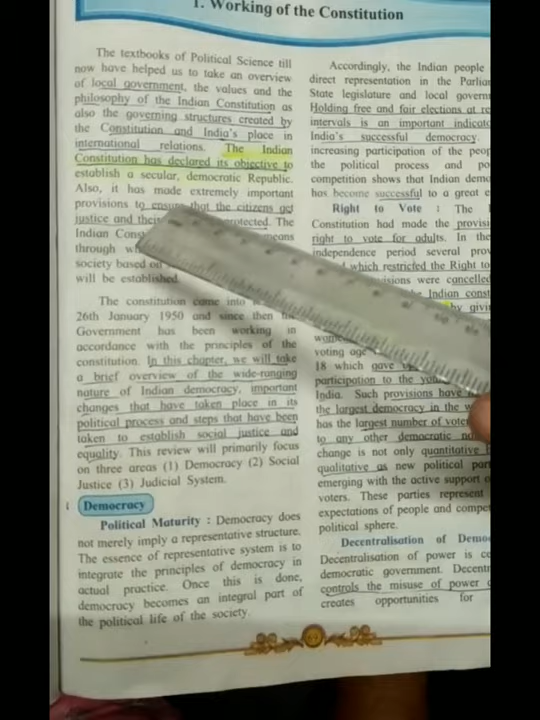 1. Working of the Constitution
The textbooks of Political Science till
now have helped us to take an overview
of local government, the values and the
philosophy of the Indian Constitution as
also the governing structures created by
the Constitution and India's place in
international relations. The Indian
Constitution has declared its objective to
establish a secular, democratic Republic.
Also, it has made extremely important
provisions to ensure that the citizens get
justice and their protected. The
Indian means
through
society based on
will be established.
The constitution came into
26th January 1950 and since then
Government has been working in
accordance with the principles of the
constitution. In this chapter, we will take
a brief overview of the wide-ranging
nature of Indian democracy, important
changes that have taken place in its
political process and steps that have been
taken to establish social justice and
equality. This review will primarily focus
on three areas (1) Democracy (2) Social
Justice (3) Judicial System.
Democracy
Political Maturity : Democracy does
not merely imply a representative structure.
The essence of representative system is to
integrate the principles of democracy in
actual practice. Once this is done,
democracy becomes an integral part of
the political life of the society.
Accordingly, the Indian people
direct representation in the
State legislature and local
Holding free and fair elections at
intervals is an important
India's successful democracy.
increasing participation of the
the political process and
competition shows that Indian
has become successful to a great
Right to Vote : The
Constitution had made the
right to vote for adults. In the
independence period several
which restricted the Right to
were cancelled
Indian
by
voting age
18 which gave
participation to the
India. Such provisions have
the largest democracy in the
has the largest number of
to any other democratic
change is not only quantitative
qualitative as new political
emerging with the active support
voters. These parties represent
expectations of people and
political sphere.
Decentralisation of
Decentralisation of power is
democratic government.
controls the misuse of power
creates opportunities for